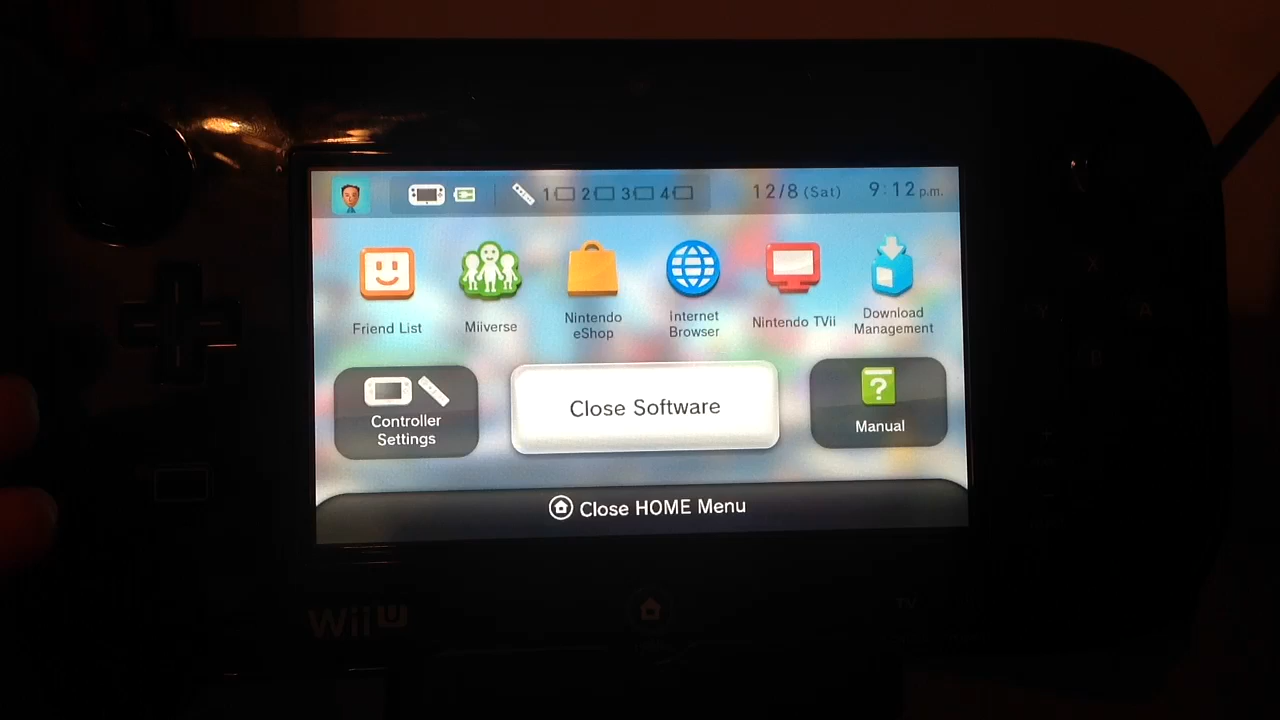 1 2 3 4 12/8 (Sat) 9:12 p.m.
Friend List
Miiverse
Nintendo
eShop
Internet
Browser
Nintendo TVii
Download
Management
Controller
Settings
Close Software
?
Manual
Close HOME Menu
Wii U
TV
X
Y
A
B